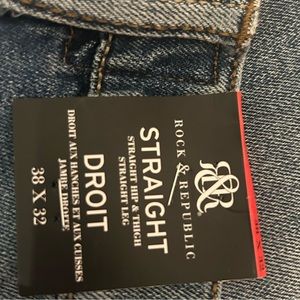 R&R
ROCK & REPUBLIC
STRAIGHT
STRAIGHT HIP & THIGH
STRAIGHT LEG
DROIT
DROIT AUX HANCHES ET AUX CUISSES
JAMBE DROITE
38 X 32